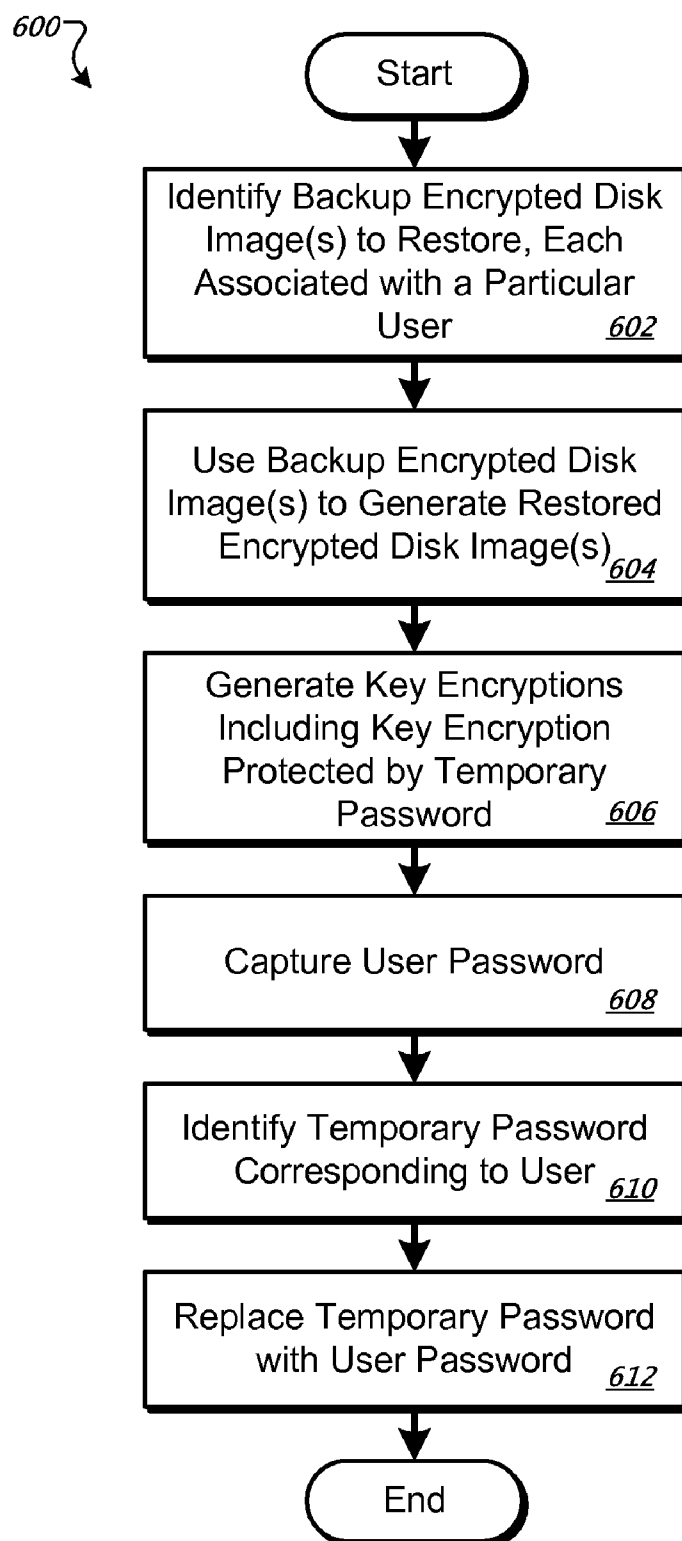 600
Start
Identify Backup Encrypted Disk
Image(s) to Restore, Each
Associated with a Particular
User
602
Use Backup Encrypted Disk
Image(s) to Generate Restored
Encrypted Disk Image(s)
604
Generate Key Encryptions
Including Key Encryption
Protected by Temporary
Password
606
Capture User Password
608
Identify Temporary Password
Corresponding to User
610
Replace Temporary Password
with User Password
612
End